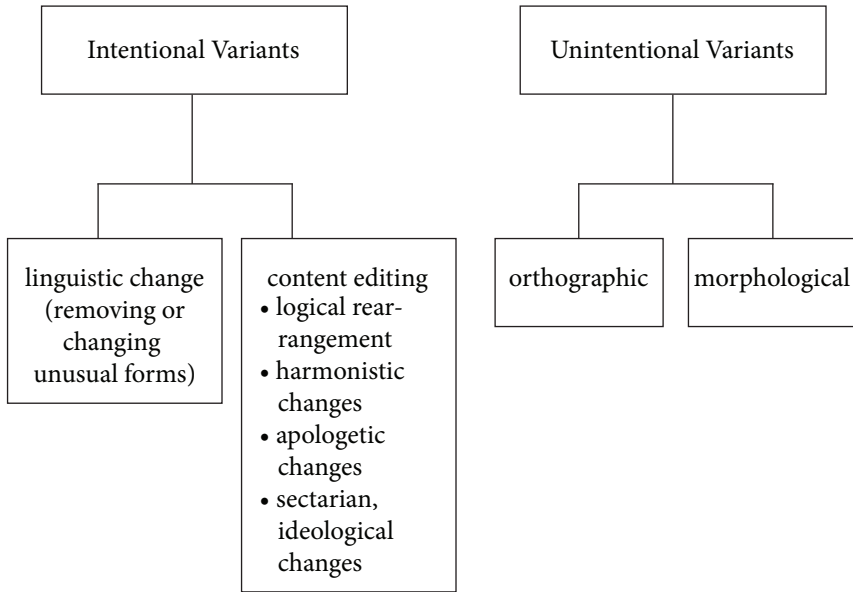 Intentional Variants
Unintentional Variants
linguistic change
(removing or
changing
unusual forms)
content editing
• logical rear-
rangement
• harmonistic
changes
• apologetic
changes
• sectarian,
ideological
changes
orthographic
morphological